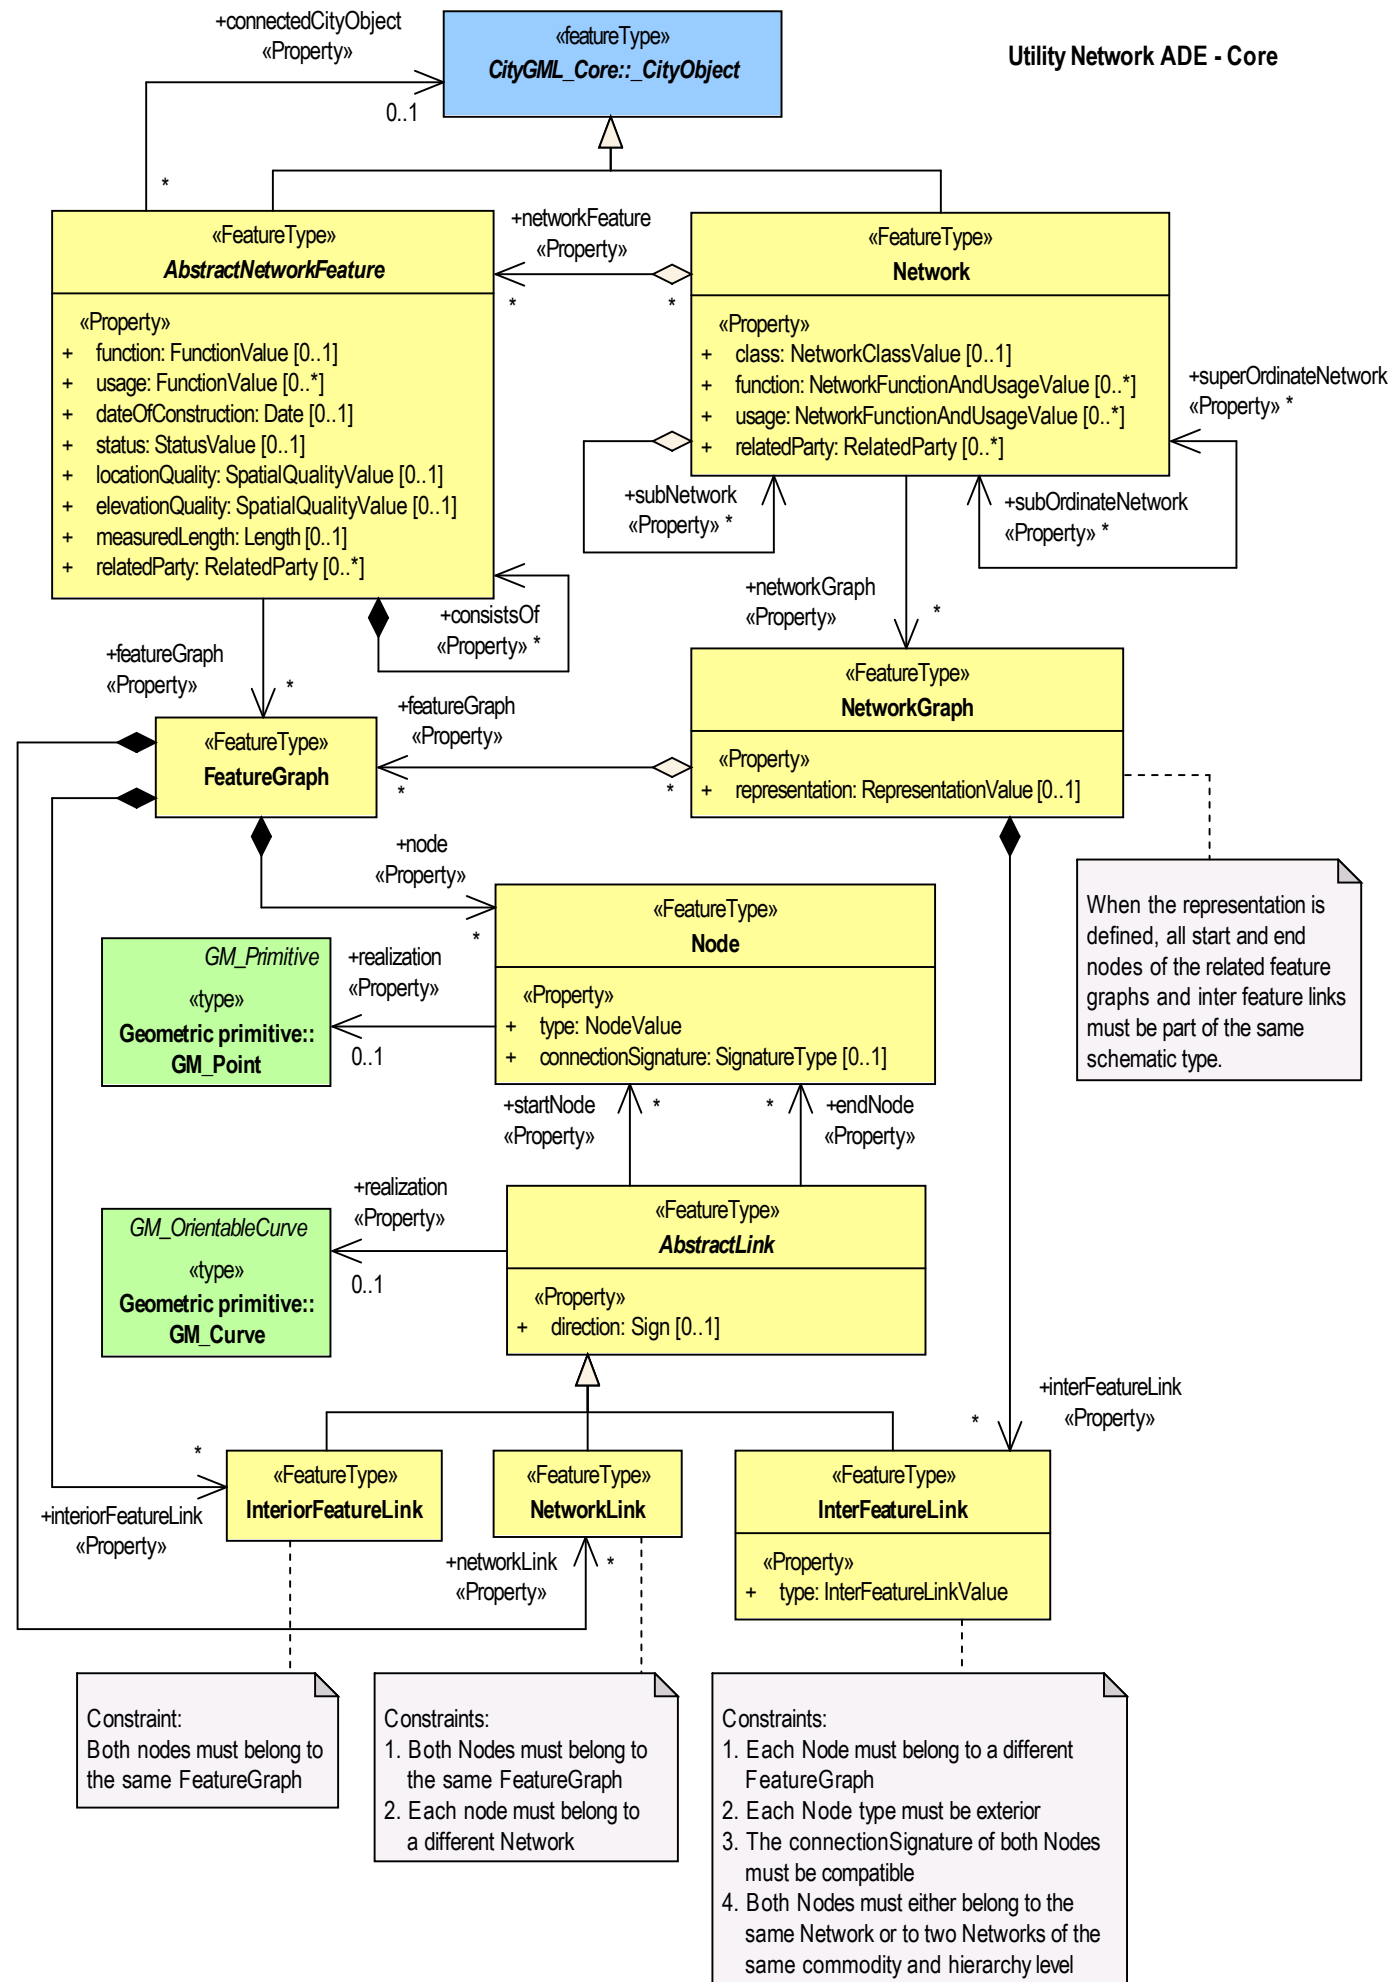 +connectedCityObject
«Property»
0..1
*
«featureType»
CityGML_Core::_CityObject
Utility Network ADE - Core
«FeatureType»
AbstractNetworkFeature
«Property»
+ function: FunctionValue [0..1]
+ usage: FunctionValue [0..*]
+ dateOfConstruction: Date [0..1]
+ status: StatusValue [0..1]
+ locationQuality: SpatialQualityValue [0..1]
+ elevationQuality: SpatialQualityValue [0..1]
+ measuredLength: Length [0..1]
+ relatedParty: RelatedParty [0..*]
+networkFeature
«Property»
*
*
«FeatureType»
Network
«Property»
+ class: NetworkClassValue [0..1]
+ function: NetworkFunctionAndUsageValue [0..*]
+ usage: NetworkFunctionAndUsageValue [0..*]
+ relatedParty: RelatedParty [0..*]
+superOrdinateNetwork
«Property» *
+subNetwork
«Property» *
+subOrdinateNetwork
«Property» *
+consistsOf
«Property» *
+networkGraph
«Property»
*
+featureGraph
«Property»
*
«FeatureType»
FeatureGraph
+featureGraph
«Property»
*
*
«FeatureType»
NetworkGraph
«Property»
+ representation: RepresentationValue [0..1]
+node
«Property»
*
When the representation is
defined, all start and end
nodes of the related feature
graphs and inter feature links
must be part of the same
schematic type.
«FeatureType»
Node
«Property»
+ type: NodeValue
+ connectionSignature: SignatureType [0..1]
GM_Primitive
«type»
Geometric primitive::
GM_Point
+realization
«Property»
0..1
+startNode
«Property»
*
*
+endNode
«Property»
GM_OrientableCurve
«type»
Geometric primitive::
GM_Curve
+realization
«Property»
0..1
«FeatureType»
AbstractLink
«Property»
+ direction: Sign [0..1]
+interFeatureLink
«Property»
*
*
+interiorFeatureLink
«Property»
«FeatureType»
InteriorFeatureLink
«FeatureType»
NetworkLink
«FeatureType»
InterFeatureLink
«Property»
+ type: InterFeatureLinkValue
+networkLink
«Property»
*
Constraint:
Both nodes must belong to
the same FeatureGraph
Constraints:
1. Both Nodes must belong to
the same FeatureGraph
2. Each node must belong to
a different Network
Constraints:
1. Each Node must belong to a different
FeatureGraph
2. Each Node type must be exterior
3. The connectionSignature of both Nodes
must be compatible
4. Both Nodes must either belong to the
same Network or to two Networks of the
same commodity and hierarchy level